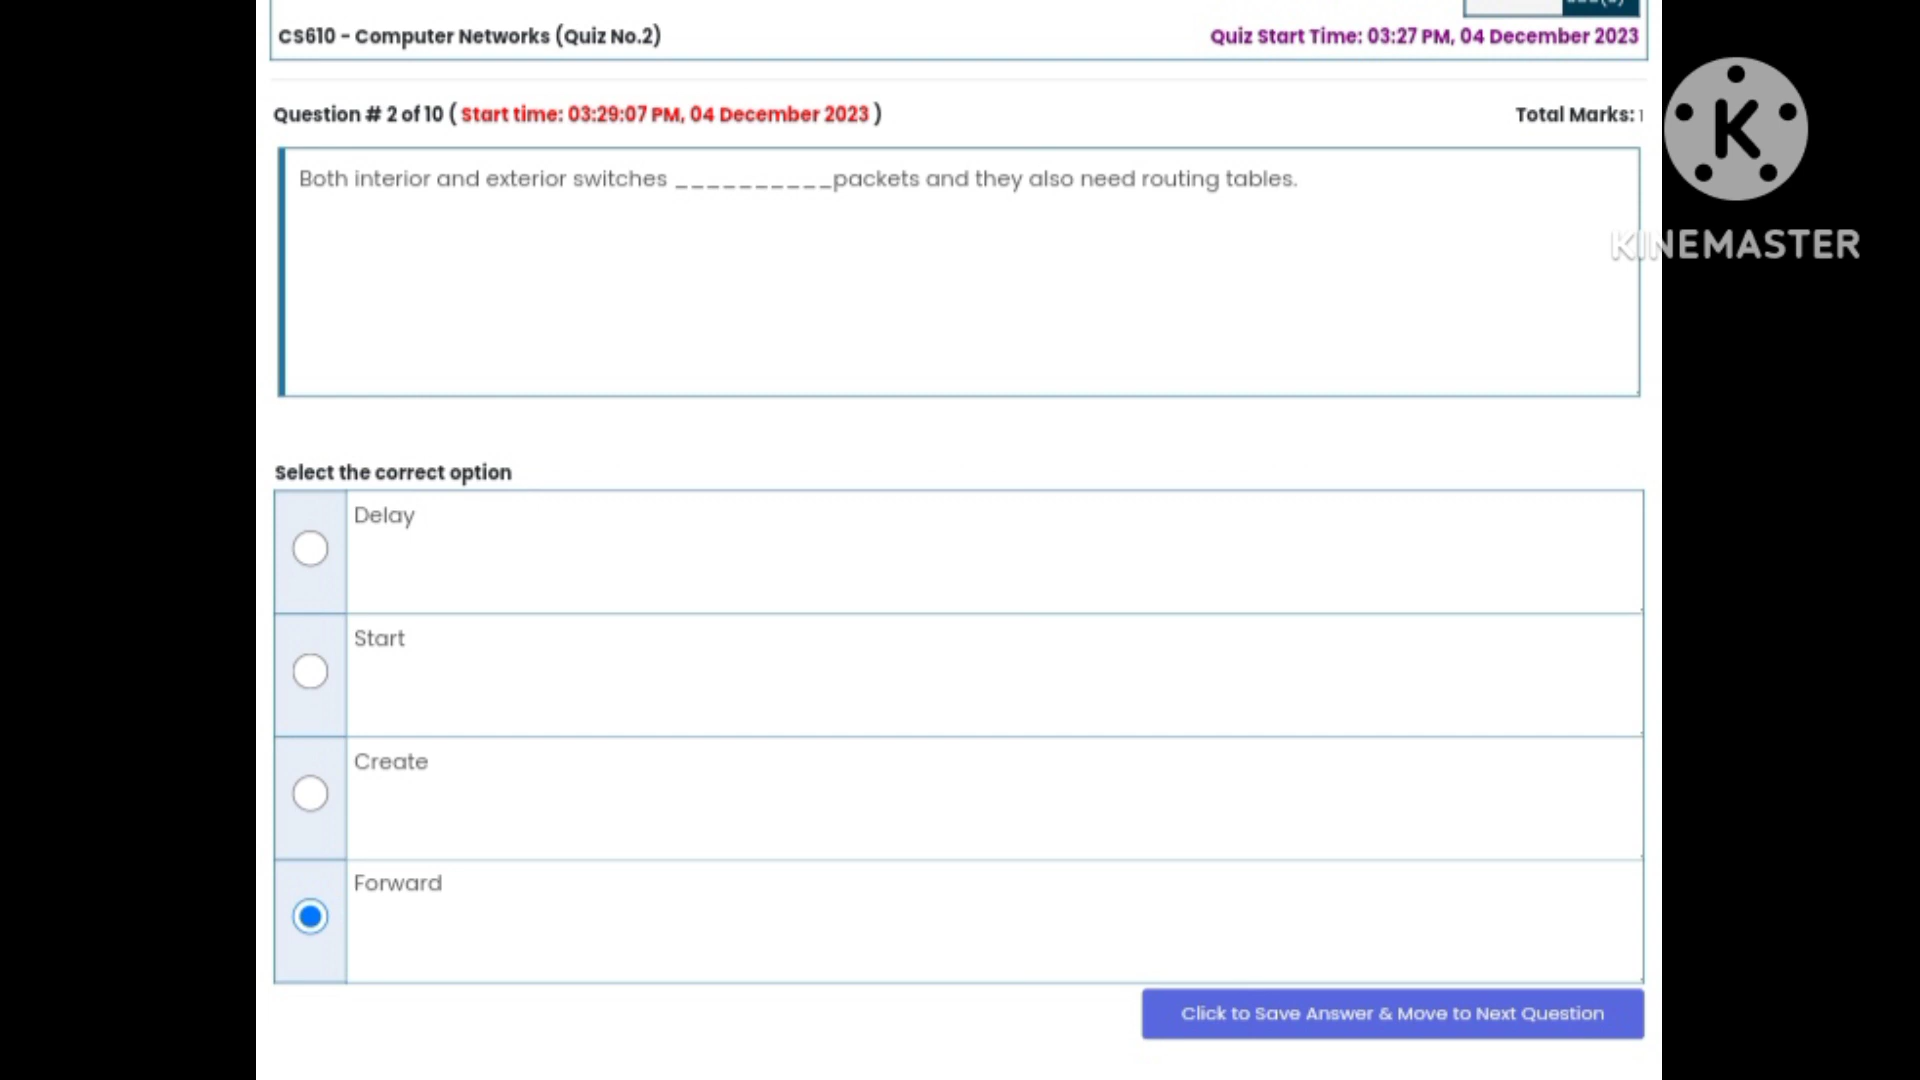 CS610 - Computer Networks (Quiz No.2)
Quiz Start Time: 03:27 PM, 04 December 2023
Question # 2 of 10 ( Start time: 03:29:07 PM, 04 December 2023 )
Total Marks: 1
Both interior and exterior switches __________packets and they also need routing tables.
Select the correct option
Delay
Start
Create
Forward
Click to Save Answer & Move to Next Question
K
KINEMASTER